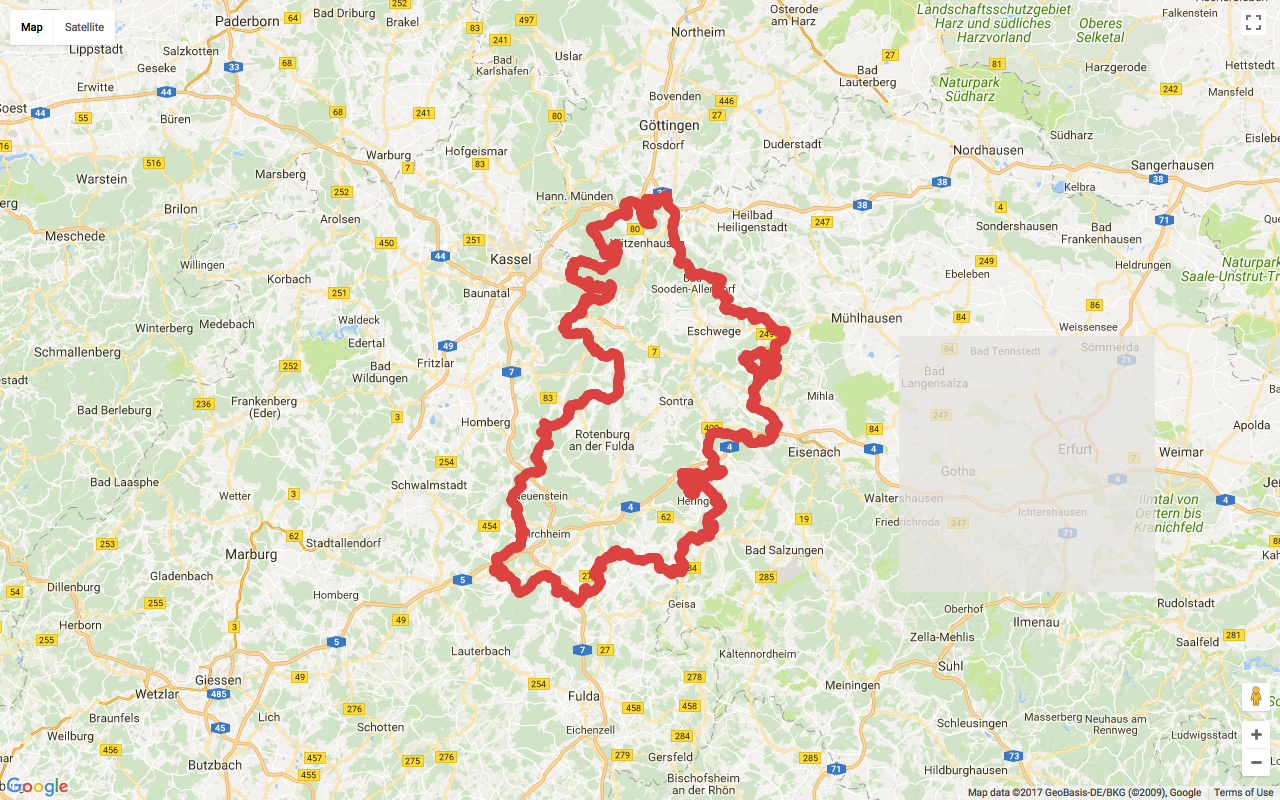 Map
Satellite
Paderborn
64
Bad Driburg
Brakel
83
497
Osterode
am Harz
Landschaftsschutzgebiet
Harz und südliches
Harzvorland
Oberes
Selketal
Falkenstein
Lippstadt
Salzkotten
Geseke
33
68
241
Uslar
Northeim
27
81
Harzgerode
Hettstedt
Erwitte
44
Bad
Karlshafen
Bad
Lauterberg
Naturpark
Südharz
242
Mansfeld
Soest
44
55
Büren
68
241
80
Bovenden
446
27
Göttingen
Rosdorf
Duderstadt
Südharz
Nordhausen
Sangerhausen
516
Warstein
Marsberg
Warburg
7
Hofgeismar
83
38
38
Kelbra
Brilon
252
Arolsen
Hann. Münden
38
Heilbad
Heiligenstadt
247
4
Sondershausen
71
Bad
Frankenhausen
Meschede
450
251
44
Kassel
80
Witzenhausen
249
Ebeleben
Heldrungen
Naturpark
Willingen
Korbach
251
Baunatal
Bad
Sooden-Allendorf
86
Winterberg
Medebach
Waldeck
Edertal
Eschwege
249
Mühlhausen
84
Weissensee
Schmallenberg
49
Fritzlar
7
84
Bad Tennstedt
Sömmerda
71
252
Bad
Wildungen
7
Bad
Langensalza
Bad Berleburg
236
Frankenberg
(Eder)
3
83
Sontra
Mihla
247
Homberg
Rotenburg
an der Fulda
400
4
84
4
Eisenach
Erfurt
7
Weimar
Apolda
254
Bad Laasphe
Wetter
3
Schwalmstadt
Gotha
4
4
Neuenstein
4
Heringen
Waltershausen
Ichtershausen
Ilmtal von
Oettern bis
Kranichfeld
253
62
454
Kirchheim
62
19
Friedrichroda
247
71
88
Marburg
Stadtallendorf
Bad Salzungen
Dillenburg
Gladenbach
5
27
84
285
54
255
Homberg
49
Geisa
Oberhof
Rudolstadt
Herborn
3
Ilmenau
255
5
Lauterbach
7
27
Kaltennordheim
Zella-Mehlis
281
Saalfeld
Giessen
49
254
Fulda
278
Suhl
Wetzlar
485
458
458
Meiningen
Braunfels
Lich
276
45
Schotten
Eichenzell
284
Schleusingen
Masserberg
Neuhaus am
Rennweg
Ludwigsstadt
Weilburg
Butzbach
457
455
275
276
279
Gersfeld
285
71
73
Hildburghausen
Bischofsheim
an der Rhön
Google
Map data ©2017 GeoBasis-DE/BKG (©2009), Google
Terms of Use